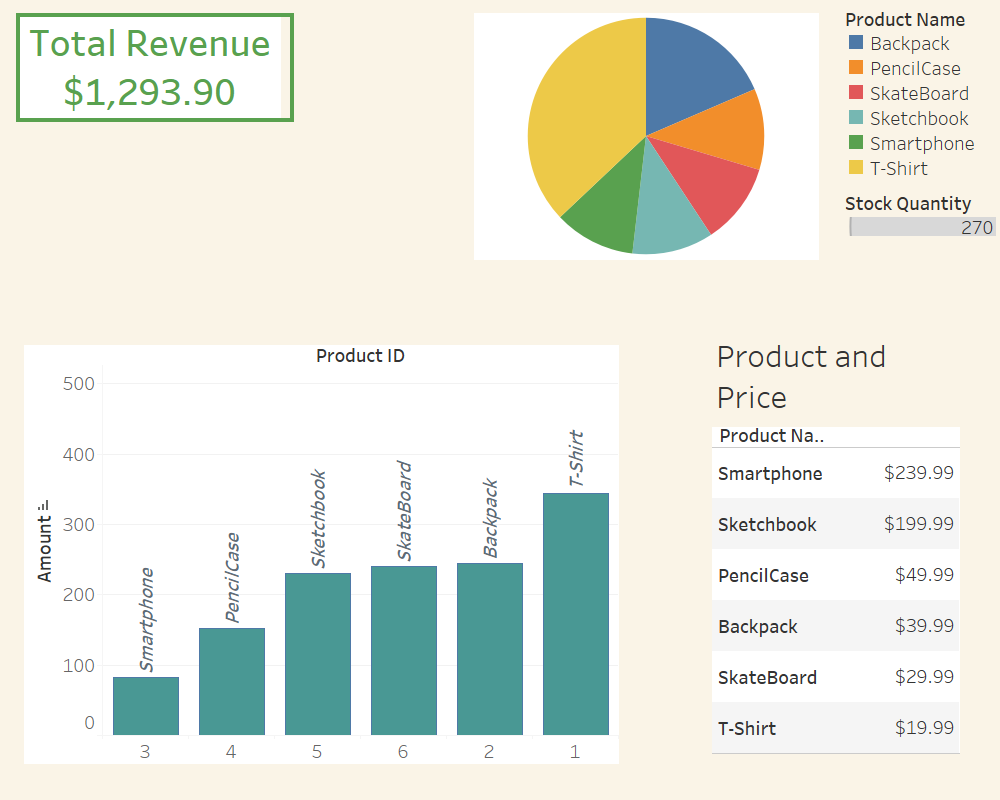 Total Revenue
$1,293.90
Product Name
Backpack
PencilCase
SkateBoard
Sketchbook
Smartphone
T-Shirt
Stock Quantity
270
Product ID
Amount
500
400
300
200
100
0
Smartphone
PencilCase
Sketchbook
SkateBoard
Backpack
T-Shirt
3 4 5 6 2 1
Product and
Price
Product Na..
Smartphone $239.99
Sketchbook $199.99
PencilCase $49.99
Backpack $39.99
SkateBoard $29.99
T-Shirt $19.99